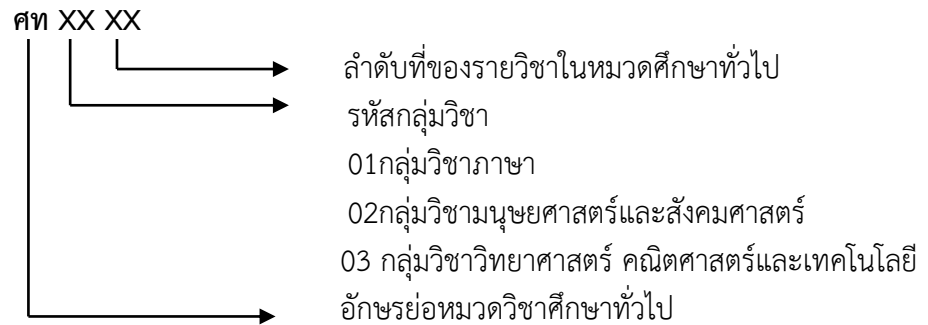 ศท XX XX
ลำดับที่ของรายวิชาในหมวดศึกษาทั่วไป
รหัสกลุ่มวิชา
01กลุ่มวิชาภาษา
02กลุ่มวิชามนุษยศาสตร์และสังคมศาสตร์
03 กลุ่มวิชาวิทยาศาสตร์ คณิตศาสตร์และเทคโนโลยี
อักษรย่อหมวดวิชาศึกษาทั่วไป